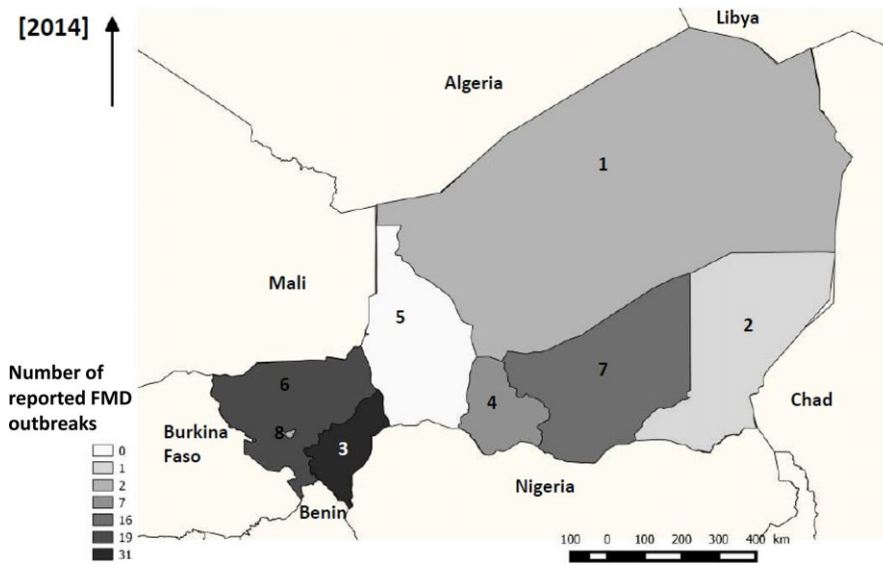 [2014]
Libya
Algeria
1
Mali
5
2
7
6
4
Chad
8
3
Burkina
Faso
Nigeria
Benin
Number of
reported FMD
outbreaks
0
1
2
7
16
19
31
100 0 100 200 300 400 km